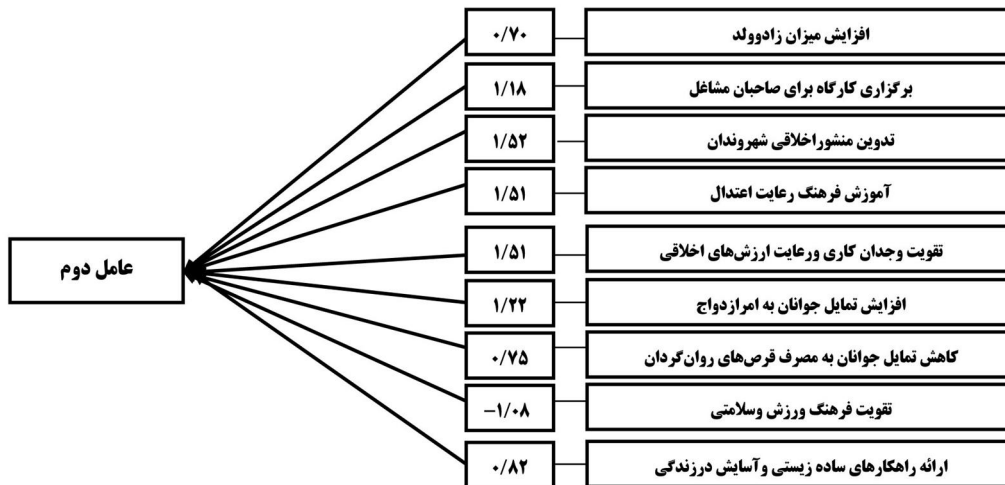 افزایش میزان زادوولد
۰/۷۰
برگزاری کارگاه برای صاحبان مشاغل
۱/۱۸
تدوین منشوراخلاقی شهروندان
۱/۵۲
آموزش فرهنگ رعایت اعتدال
۱/۵۱
تقویت وجدان کاری ورعایت ارزش‌های اخلاقی
۱/۵۱
عامل دوم
افزایش تمایل جوانان به امرازدواج
۱/۲۲
کاهش تمایل جوانان به مصرف قرص‌های روان‌گردان
۰/۷۵
تقویت فرهنگ ورزش وسلامتی
−۱/۰۸
ارائه راهکارهای ساده زیستی وآسایش درزندگی
۰/۸۲